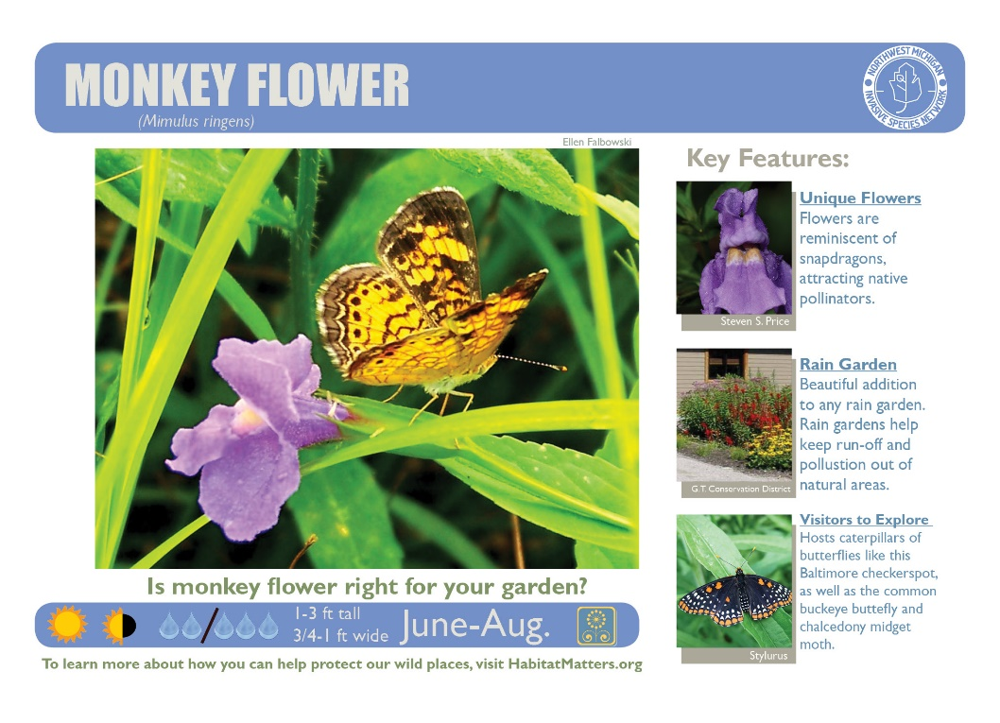 MONKEY FLOWER
(Mimulus ringens)
NORTHWEST MICHIGAN
INVASIVE SPECIES NETWORK
Ellen Falbowski
Key Features:
Unique Flowers
Flowers are
reminiscent of
snapdragons,
attracting native
pollinators.
Steven S. Price
Rain Garden
Beautiful addition
to any rain garden.
Rain gardens help
keep run-off and
pollustion out of
natural areas.
G.T. Conservation District
Visitors to Explore
Hosts caterpillars of
butterflies like this
Baltimore checkerspot,
as well as the common
buckeye buttefly and
chalcedony midget
moth.
Stylurus
Is monkey flower right for your garden?
1-3 ft tall
3/4-1 ft wide
June-Aug.
To learn more about how you can help protect our wild places, visit HabitatMatters.org